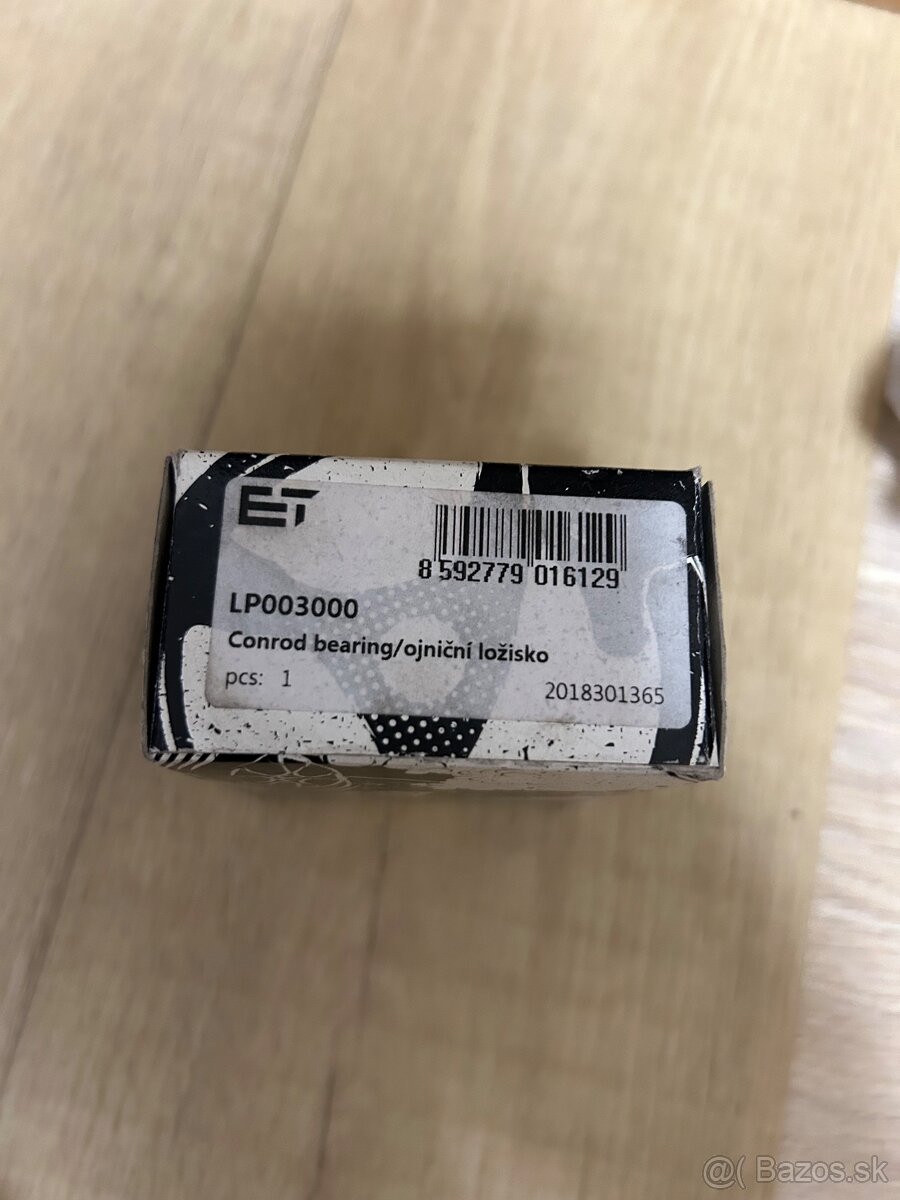 ET
8 592779 016129
LP003000
Conrod bearing/ojniční ložisko
pcs: 1
2018301365
@( Bazos.sk